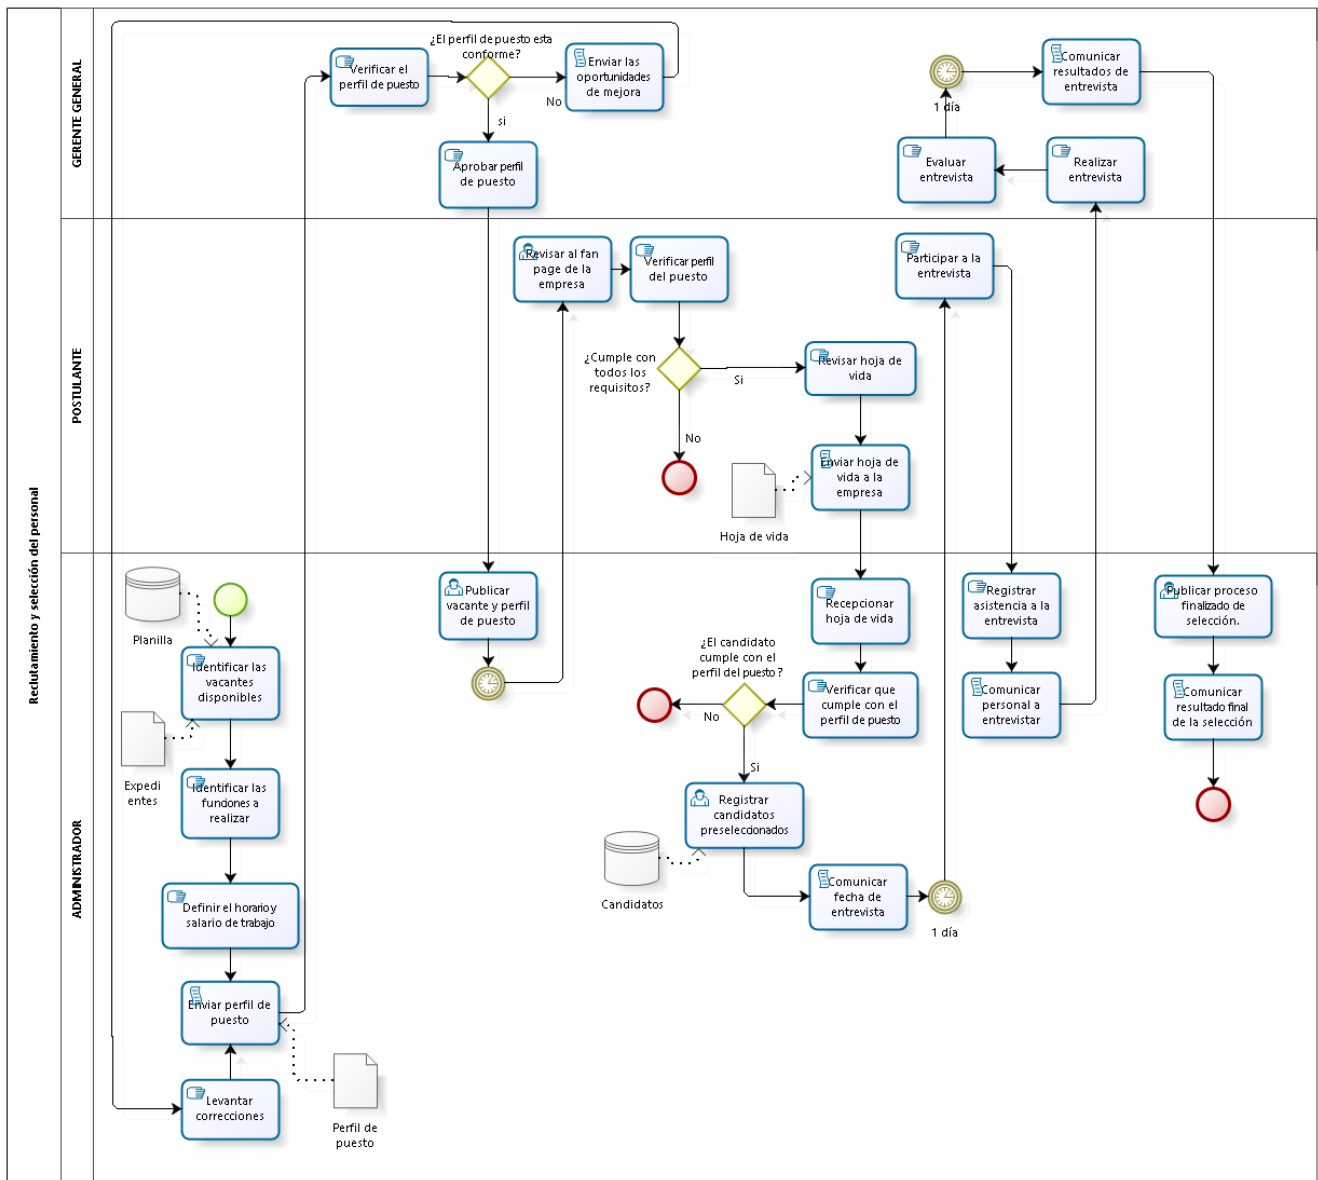 Reclutamiento y selección del personal
GERENTE GENERAL
¿El perfil de puesto esta
conforme?
Verificar el
perfil de puesto
No
Enviar las
oportunidades
de mejora
si
Aprobar perfil
de puesto
1 día
Comunicar
resultados de
entrevista
Evaluar
entrevista
Realizar
entrevista
POSTULANTE
Revisar al fan
page de la
empresa
Verificar perfil
del puesto
Participar a la
entrevista
¿Cumple con
todos los
requisitos?
Si
Revisar hoja de
vida
No
Enviar hoja de
vida a la
empresa
Hoja de vida
ADMINISTRADOR
Planilla
Identificar las
vacantes
disponibles
Expedi
entes
Identificar las
funciones a
realizar
Definir el horario y
salario de trabajo
Enviar perfil de
puesto
Levantar
correcciones
Perfil de
puesto
Publicar
vacante y perfil
de puesto
Recepcionar
hoja de vida
¿El candidato
cumple con el
perfil del puesto?
No
Verificar que
cumple con el
perfil de puesto
Si
Registrar
candidatos
preseleccionados
Candidatos
Comunicar
fecha de
entrevista
1 día
Registrar
asistencia a la
entrevista
Comunicar
personal a
entrevistar
Publicar proceso
finalizado de
selección.
Comunicar
resultado final
de la selección